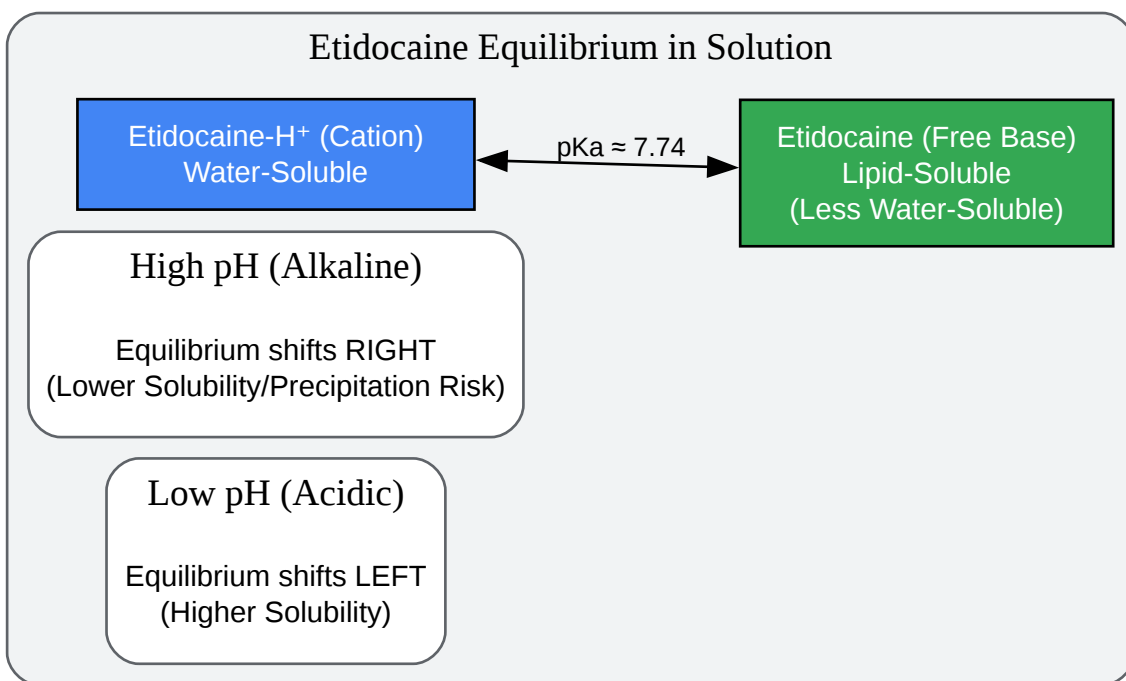 Etidocaine Equilibrium in Solution
Etidocaine-H⁺ (Cation)
Water-Soluble
pKa ≈ 7.74
Etidocaine (Free Base)
Lipid-Soluble
(Less Water-Soluble)
High pH (Alkaline)
Equilibrium shifts RIGHT
(Lower Solubility/Precipitation Risk)
Low pH (Acidic)
Equilibrium shifts LEFT
(Higher Solubility)